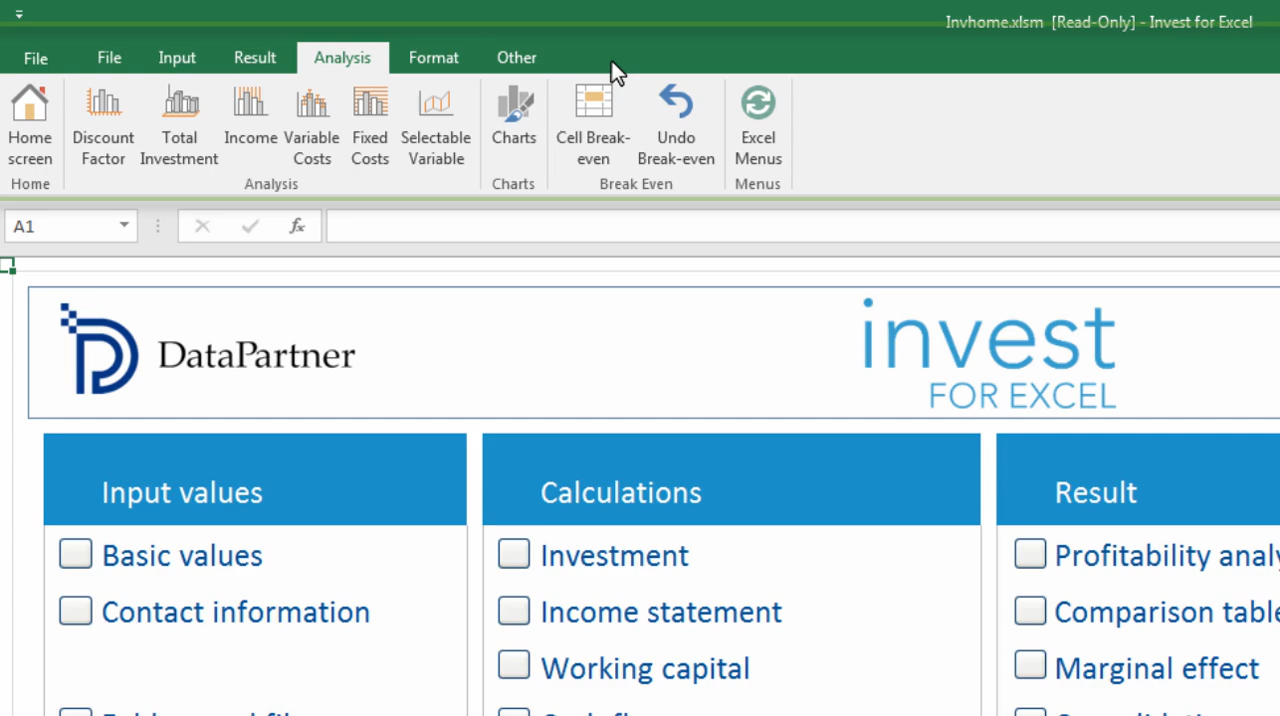 Invhome.xlsm [Read-Only] - Invest for Excel
File File Input Result Analysis Format Other
Home screen Discount Factor Total Investment Income Variable Costs Fixed Costs Selectable Variable Charts Cell Break-even Undo Break-even Excel Menus
Home Analysis Charts Break Even Menus
A1 fx
DataPartner
invest
FOR EXCEL
Input values Calculations Result
Basic values Investment Profitability
Contact information Income statement Comparison
Working capital Marginal effect